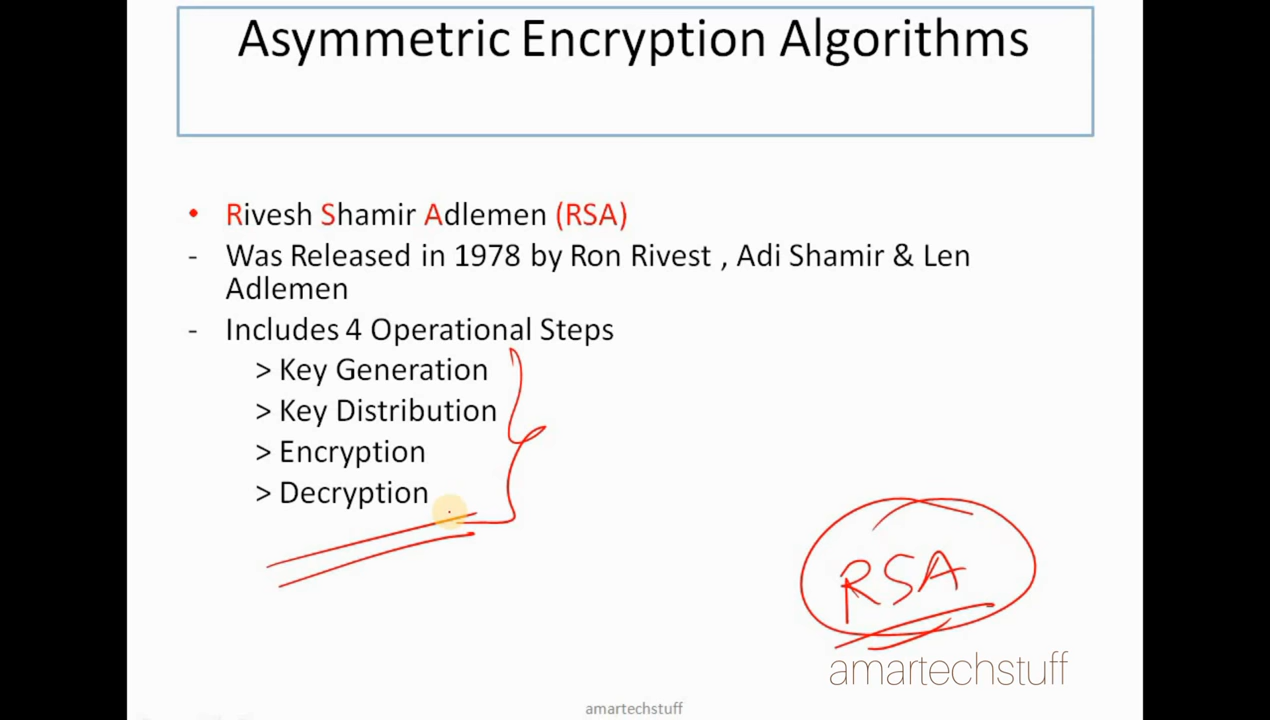 Asymmetric Encryption Algorithms
• Rivesh Shamir Adlemen (RSA)
- Was Released in 1978 by Ron Rivest , Adi Shamir & Len
Adlemen
- Includes 4 Operational Steps
> Key Generation
> Key Distribution
> Encryption
> Decryption
RSA
amartechstuff
amartechstuff